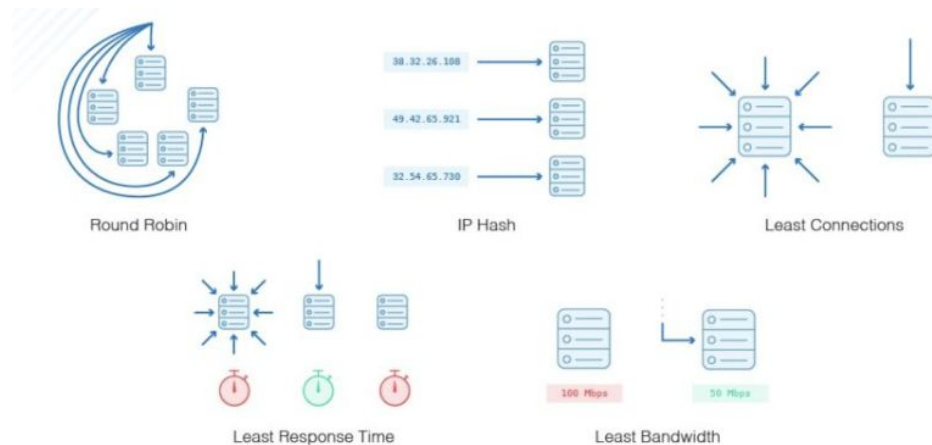 38.32.26.108
49.42.65.921
32.54.65.730
Round Robin
IP Hash
Least Connections
100 Mbps
50 Mbps
Least Response Time
Least Bandwidth